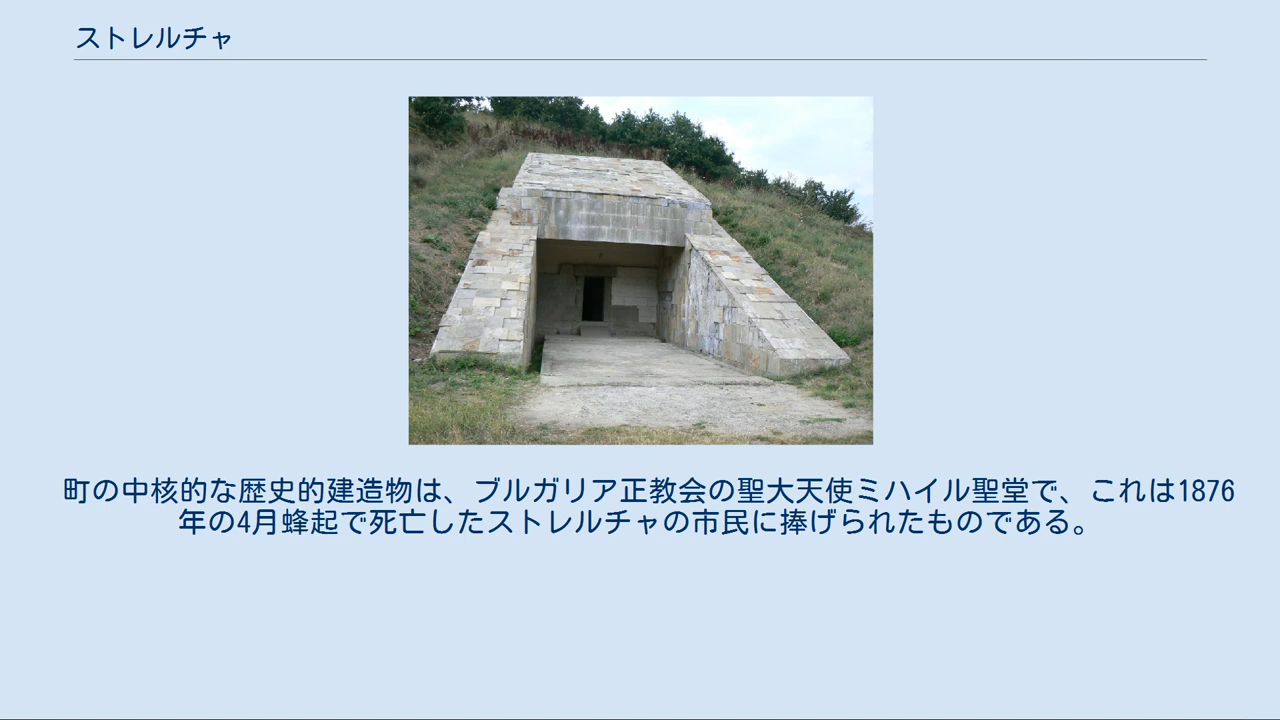 ストレルチャ
町の中核的な歴史的建造物は、ブルガリア正教会の聖大天使ミハイル聖堂で、これは1876
年の4月蜂起で死亡したストレルチャの市民に捧げられたものである。